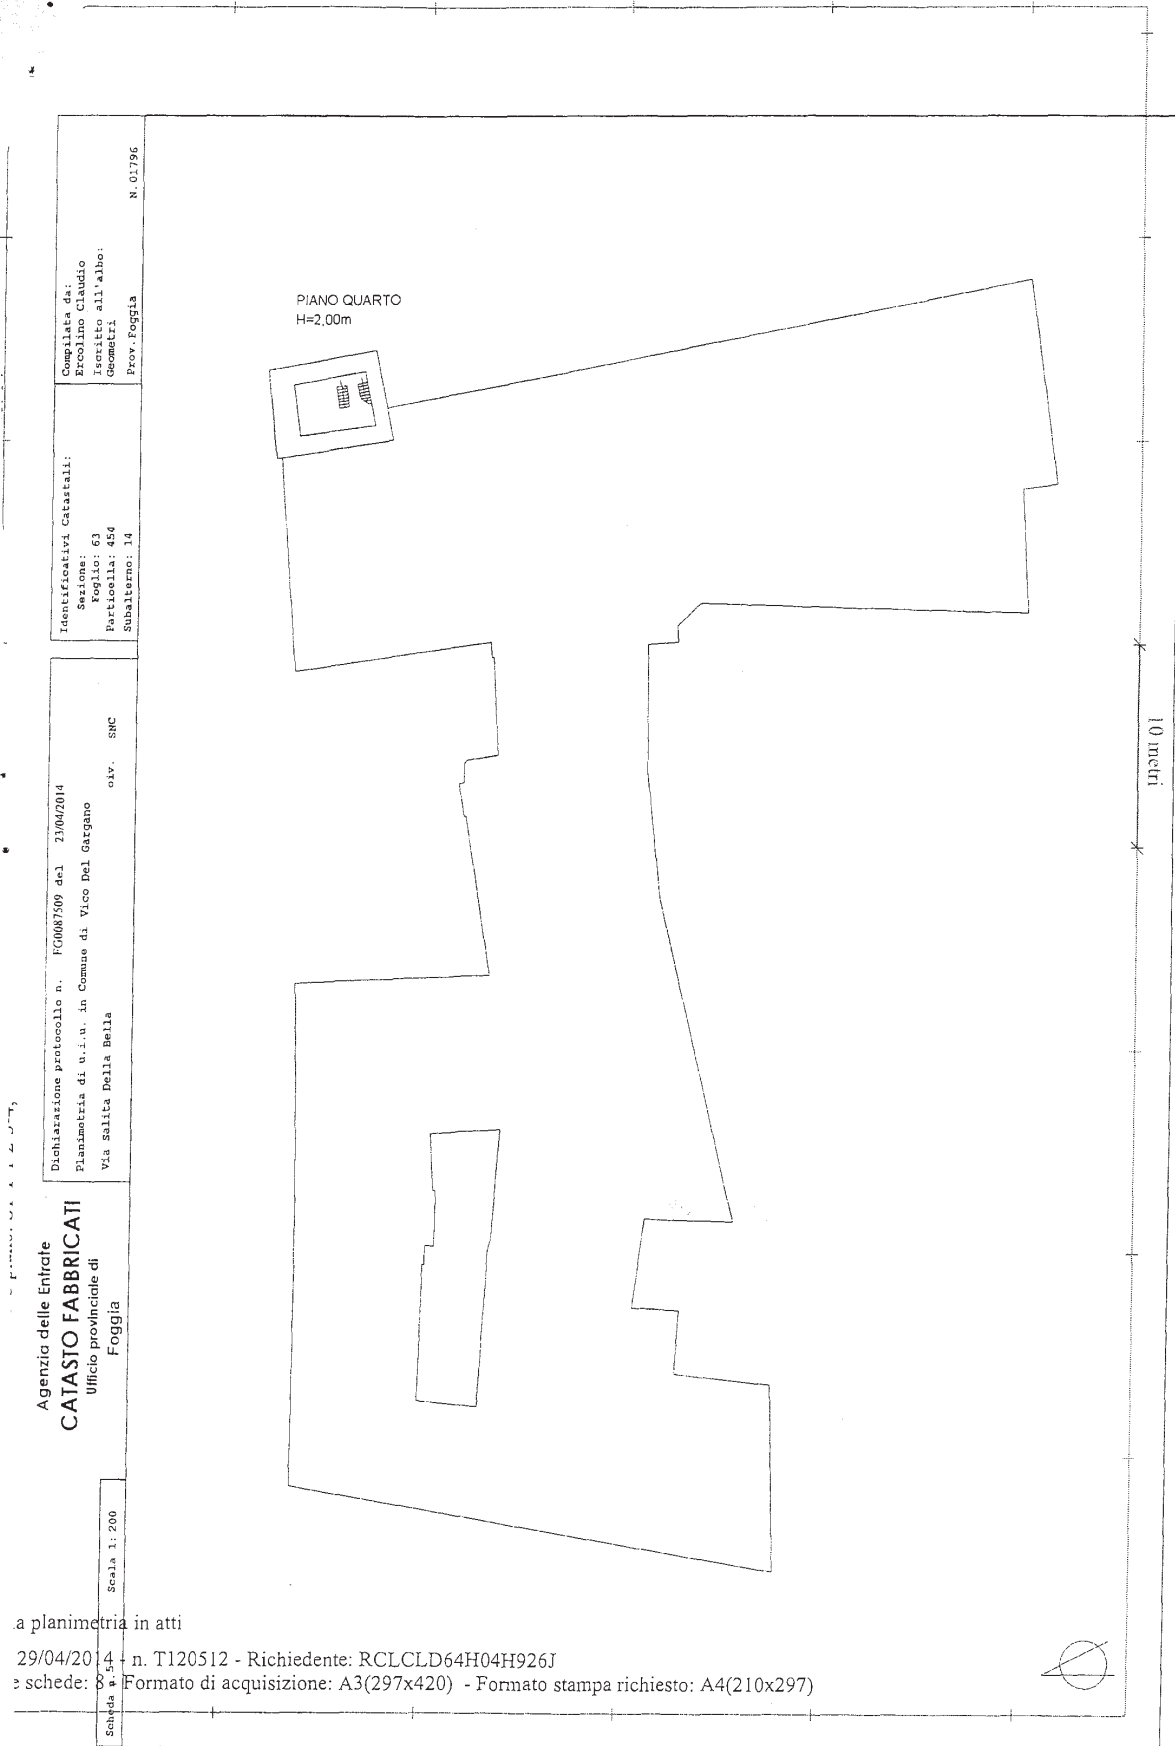 Agenzia delle Entrate
CATASTO FABBRICATI
Ufficio provinciale di
Foggia
Dichiarazione protocollo n. FG0087509 del 23/04/2014
Planimetria di u.i.u. in Comune di Vico Del Gargano
Via Salita Della Bella civ. SNC
Identificativi Catastali:
Sezione:
Foglio: 63
Particella: 454
Subalterno: 14
Compilata da:
Ercolino Claudio
Iscritto all'albo:
Geometri
Prov. Foggia N. 01796
Scheda n. 5 Scala 1: 200
PIANO QUARTO
H=2,00m
10 metri
planimetria in atti
29/04/2014 - n. T120512 - Richiedente: RCLCLD64H04H926J
schede: 8 - Formato di acquisizione: A3(297x420) - Formato stampa richiesto: A4(210x297)